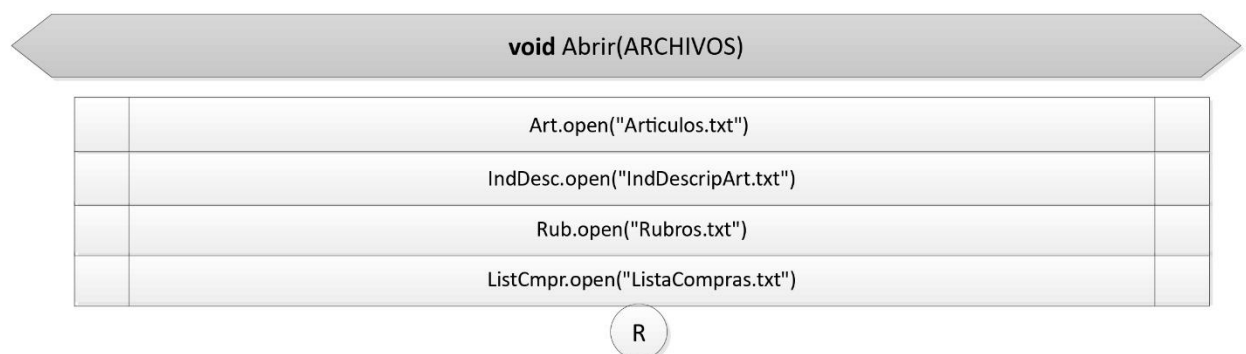 void Abrir(ARCHIVOS)
Art.open("Articulos.txt")
IndDesc.open("IndDescripArt.txt")
Rub.open("Rubros.txt")
ListCmpr.open("ListaCompras.txt")
R